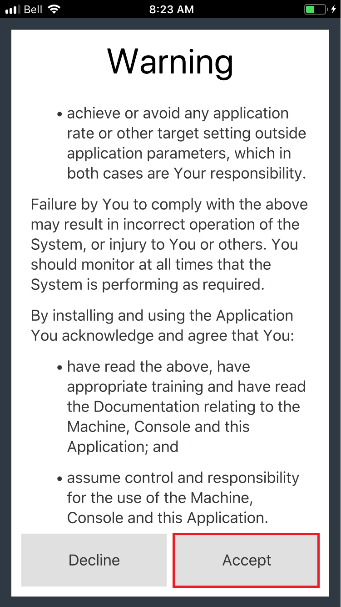 Bell 8:23 AM
Warning
• achieve or avoid any application
rate or other target setting outside
application parameters, which in
both cases are Your responsibility.
Failure by You to comply with the above
may result in incorrect operation of the
System, or injury to You or others. You
should monitor at all times that the
System is performing as required.
By installing and using the Application
You acknowledge and agree that You:
• have read the above, have
appropriate training and have read
the Documentation relating to the
Machine, Console and this
Application; and
• assume control and responsibility
for the use of the Machine,
Console and this Application.
Decline Accept